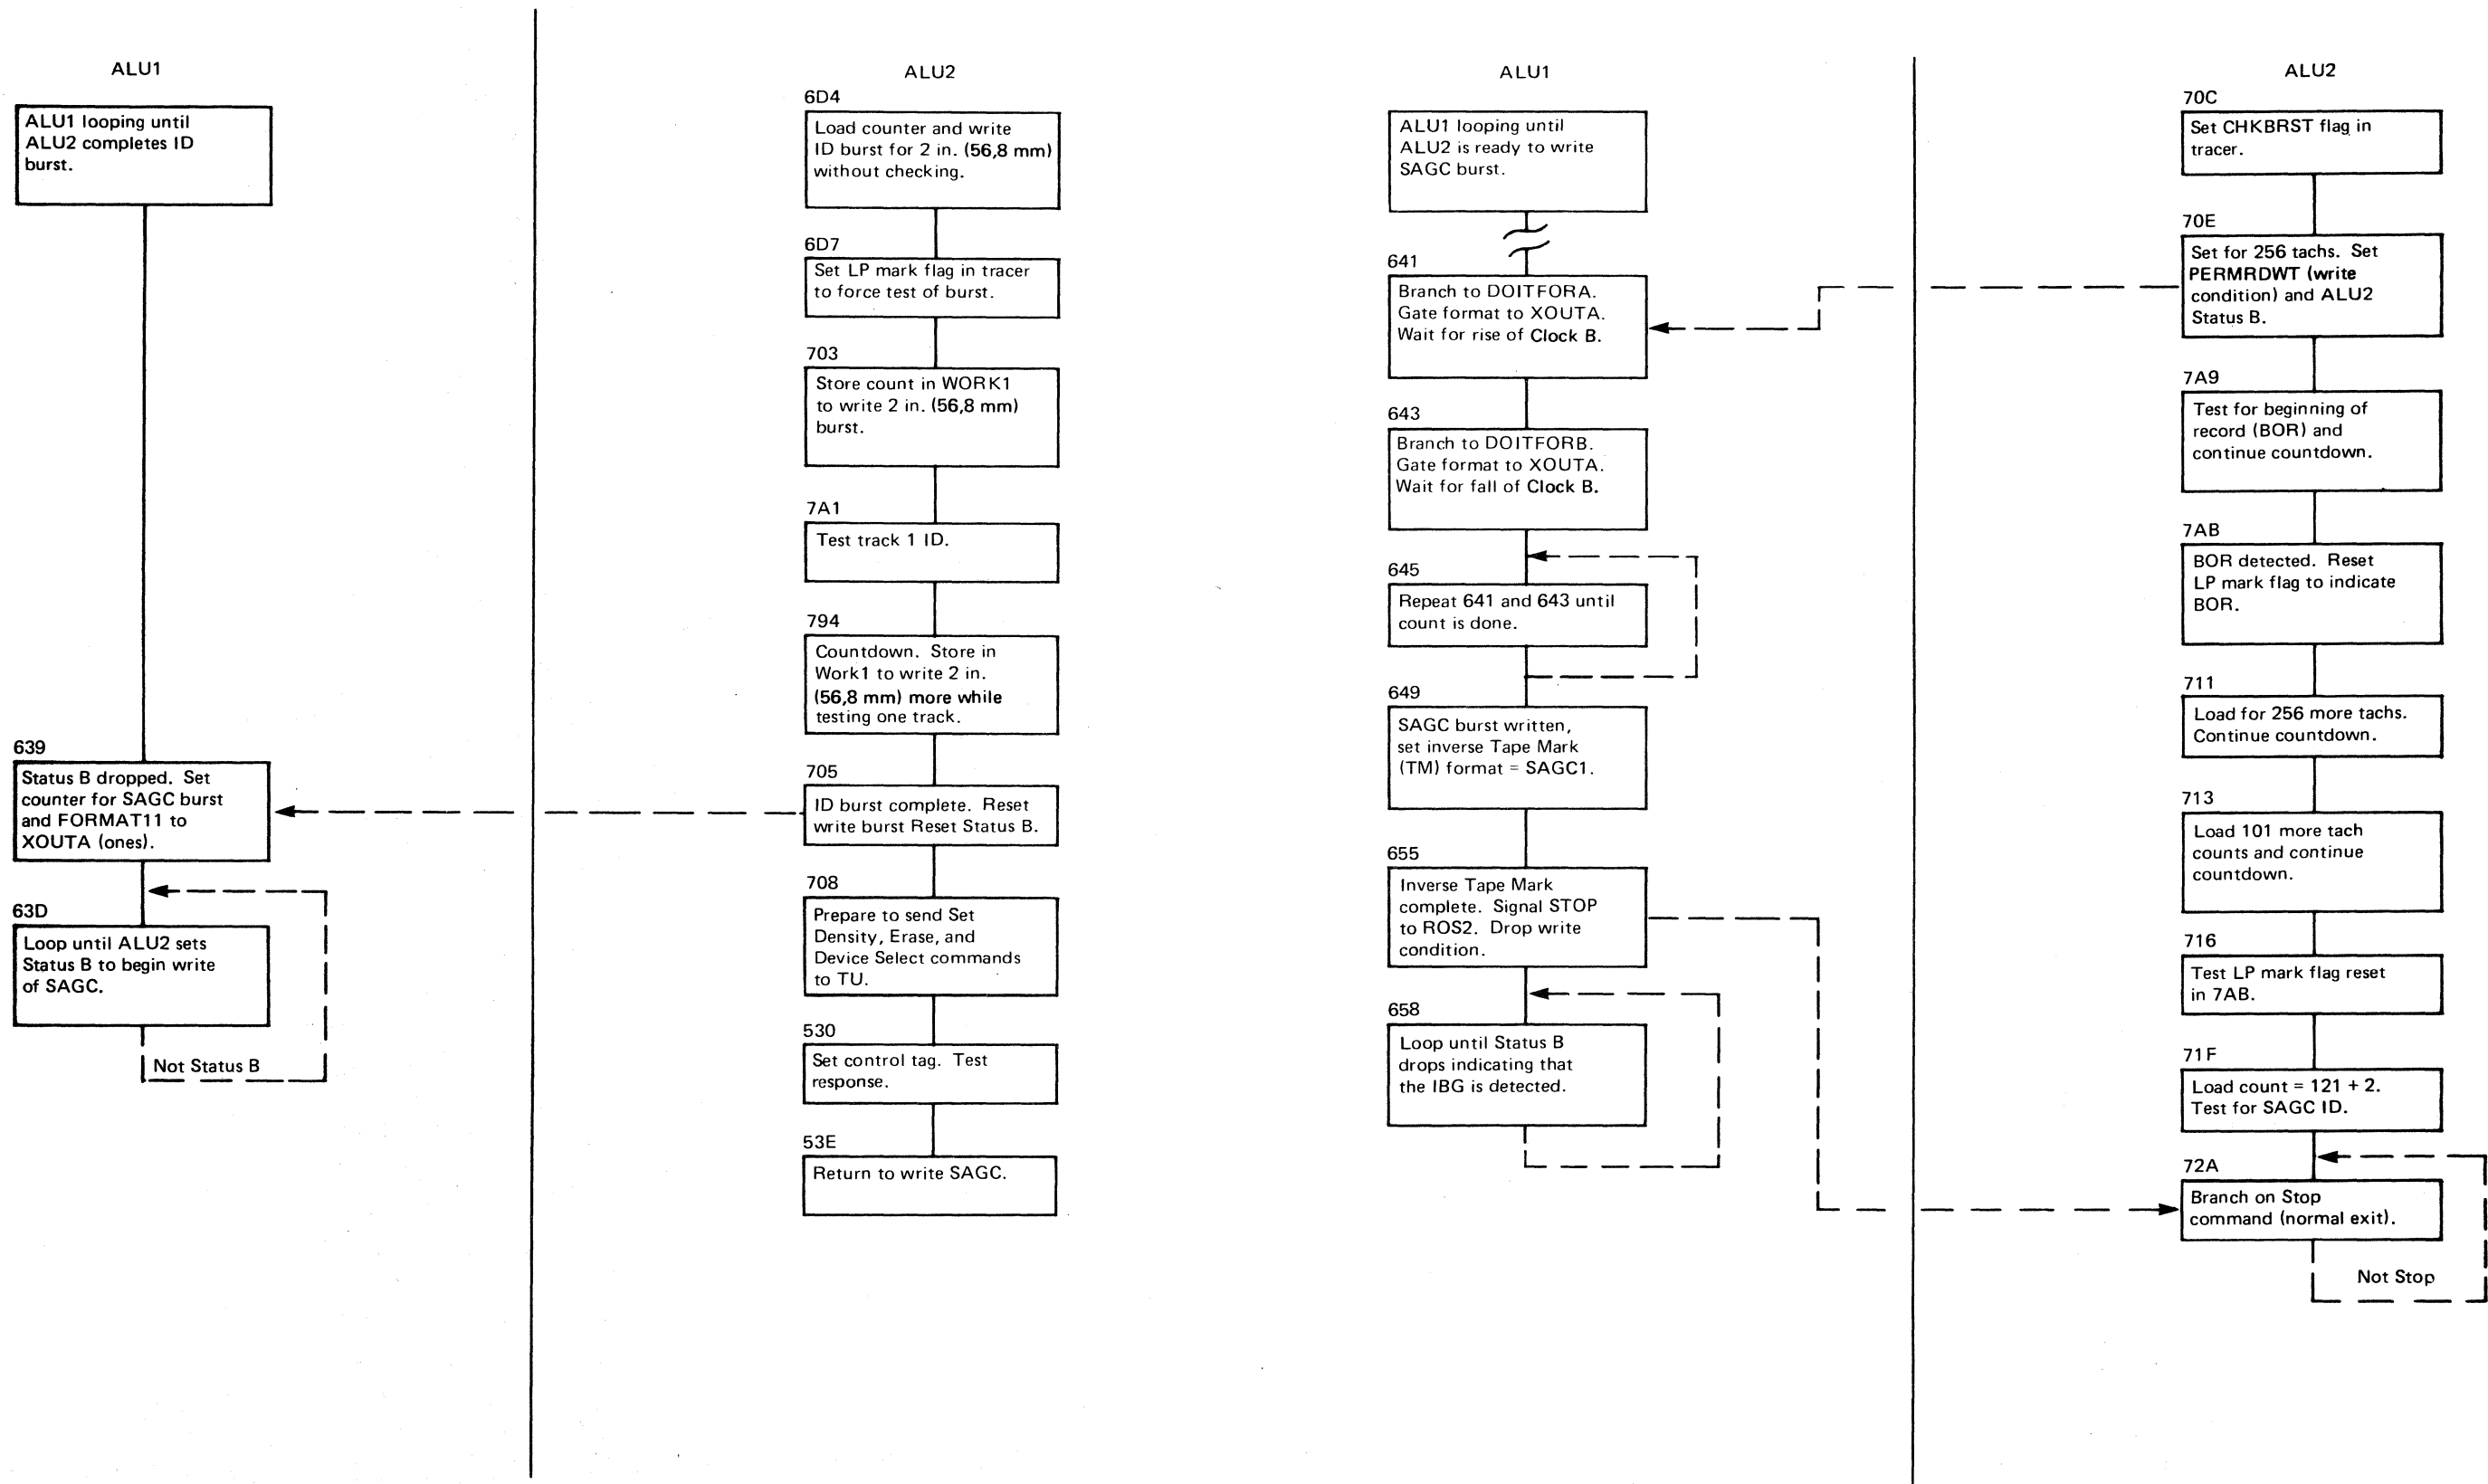 ALU1
ALU1 looping until
ALU2 completes ID
burst.
639
Status B dropped. Set
counter for SAGC burst
and FORMAT11 to
XOUTA (ones).
63D
Loop until ALU2 sets
Status B to begin write
of SAGC.
Not Status B
ALU2
6D4
Load counter and write
ID burst for 2 in. (56,8 mm)
without checking.
6D7
Set LP mark flag in tracer
to force test of burst.
703
Store count in WORK1
to write 2 in. (56,8 mm)
burst.
7A1
Test track 1 ID.
794
Countdown. Store in
Work1 to write 2 in.
(56,8 mm) more while
testing one track.
705
ID burst complete. Reset
write burst Reset Status B.
708
Prepare to send Set
Density, Erase, and
Device Select commands
to TU.
530
Set control tag. Test
response.
53E
Return to write SAGC.
ALU1
ALU1 looping until
ALU2 is ready to write
SAGC burst.
641
Branch to DOITFORA.
Gate format to XOUTA.
Wait for rise of Clock B.
643
Branch to DOITFORB.
Gate format to XOUTA.
Wait for fall of Clock B.
645
Repeat 641 and 643 until
count is done.
649
SAGC burst written,
set inverse Tape Mark
(TM) format = SAGC1.
655
Inverse Tape Mark
complete. Signal STOP
to ROS2. Drop write
condition.
658
Loop until Status B
drops indicating that
the IBG is detected.
ALU2
70C
Set CHKBRST flag in
tracer.
70E
Set for 256 tachs. Set
PERMRDWT (write
condition) and ALU2
Status B.
7A9
Test for beginning of
record (BOR) and
continue countdown.
7AB
BOR detected. Reset
LP mark flag to indicate
BOR.
711
Load for 256 more tachs.
Continue countdown.
713
Load 101 more tach
counts and continue
countdown.
716
Test LP mark flag reset
in 7AB.
71F
Load count = 121 + 2.
Test for SAGC ID.
72A
Branch on Stop
command (normal exit).
Not Stop